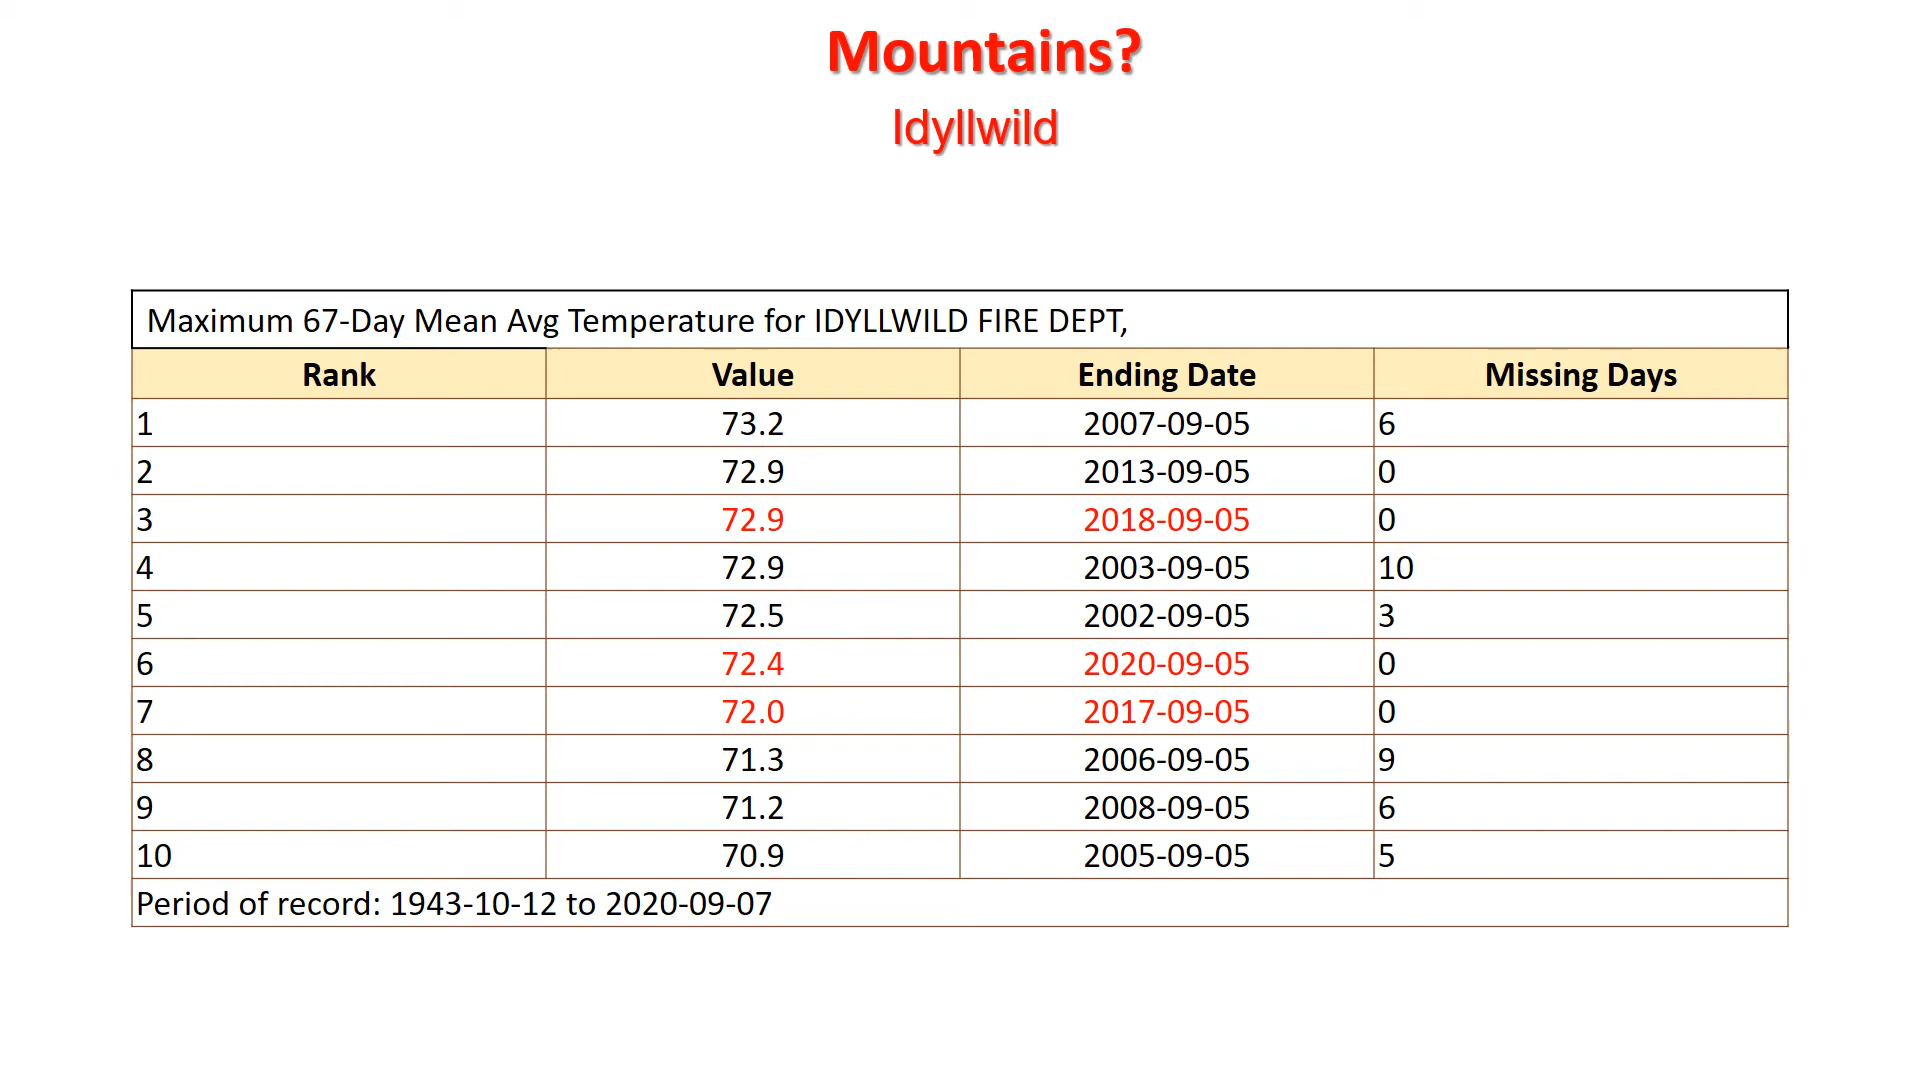 Mountains?
Idyllwild
Maximum 67-Day Mean Avg Temperature for IDYLLWILD FIRE DEPT,
Rank Value Ending Date Missing Days
1 73.2 2007-09-05 6
2 72.9 2013-09-05 0
3 72.9 2018-09-05 0
4 72.9 2003-09-05 10
5 72.5 2002-09-05 3
6 72.4 2020-09-05 0
7 72.0 2017-09-05 0
8 71.3 2006-09-05 9
9 71.2 2008-09-05 6
10 70.9 2005-09-05 5
Period of record: 1943-10-12 to 2020-09-07